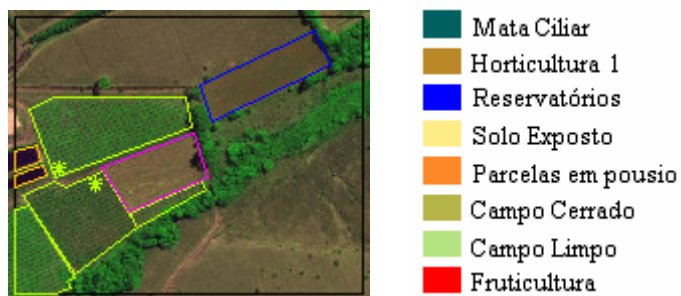 Mata Ciliar
Horticultura 1
Reservatórios
Solo Exposto
Parcelas em pousio
Campo Cerrado
Campo Limpo
Fruticultura